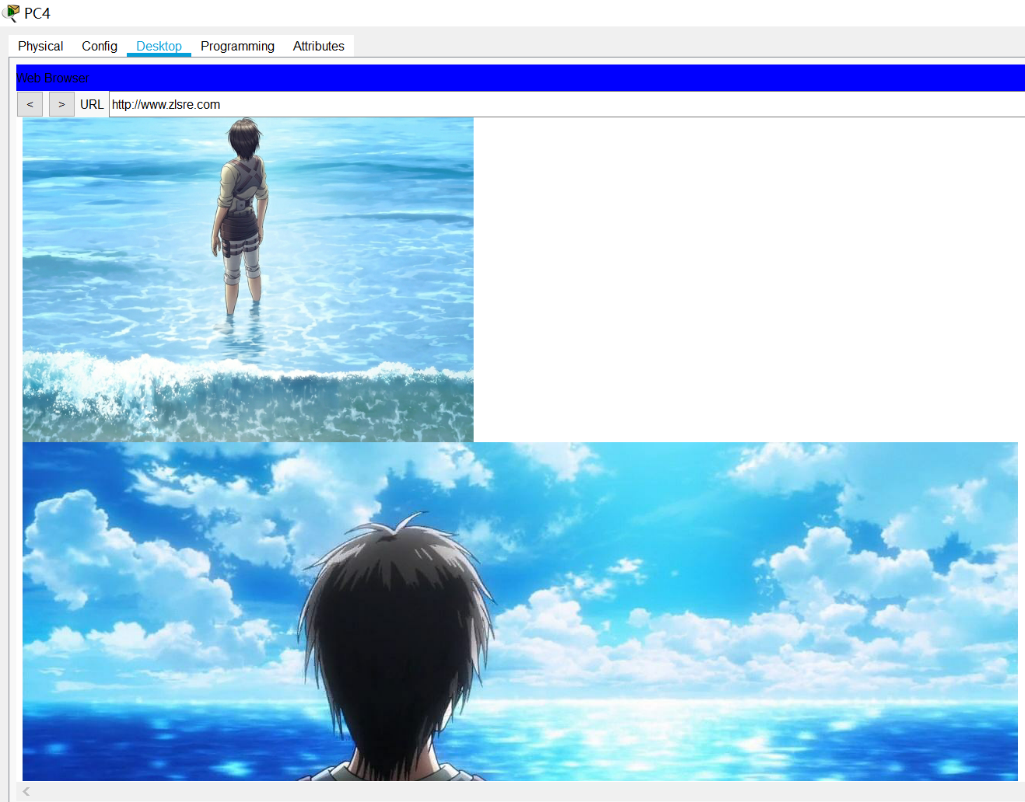 PC4
Physical Config Desktop Programming Attributes
Web Browser
< > URL http://www.zlsre.com